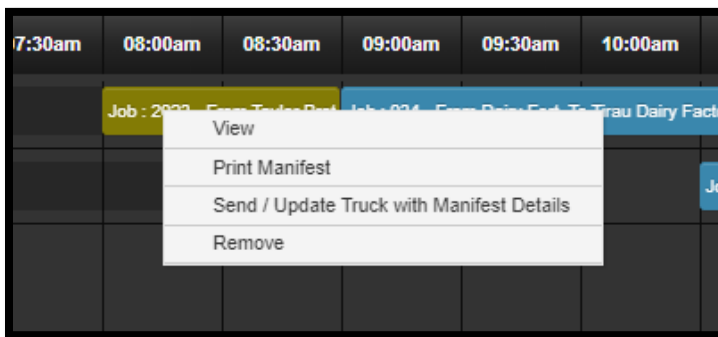 7:30am 08:00am 08:30am 09:00am 09:30am 10:00am
Job : From To Tirau Dairy Fact
View
Print Manifest
Send / Update Truck with Manifest Details
Remove